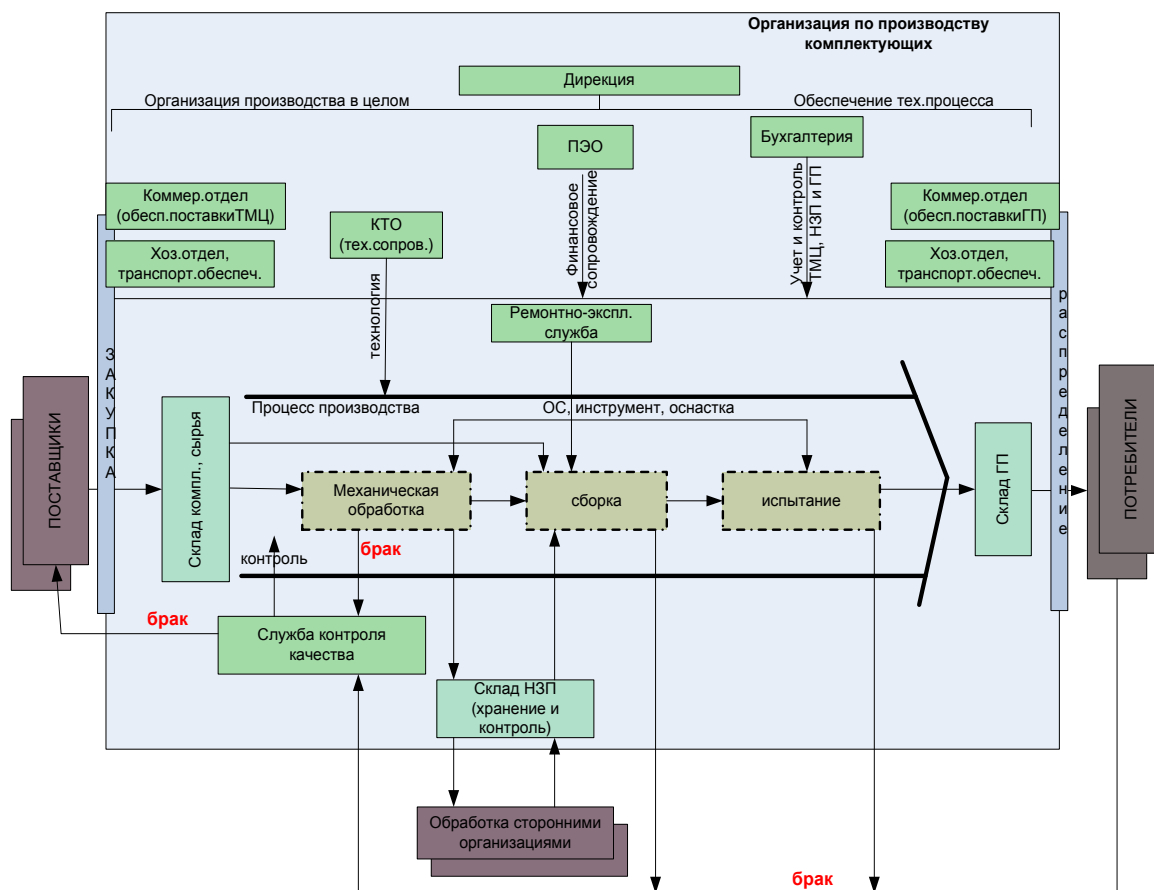 Организация по производству
комплектующих
Дирекция
Организация производства в целом
Обеспечение тех.процесса
ПЭО
Бухгалтерия
Коммер.отдел
(обесп.поставкиТМЦ)
Хоз.отдел,
транспорт.обеспеч.
КТО
(тех.сопров.)
Финансовое
сопровождение
Учет и контроль
ТМЦ, НЗП и ГП
Коммер.отдел
(обесп.поставкиГП)
Хоз.отдел,
транспорт.обеспеч.
технология
Ремонтно-экспл.
служба
ЗАКУПКА
распределение
ПОСТАВЩИКИ
Склад компл., сырья
Процесс производства
ОС, инструмент, оснастка
Механическая
обработка
сборка
испытание
Склад ГП
ПОТРЕБИТЕЛИ
контроль
брак
брак
Служба контроля
качества
Склад НЗП
(хранение и
контроль)
Обработка сторонними
организациями
брак